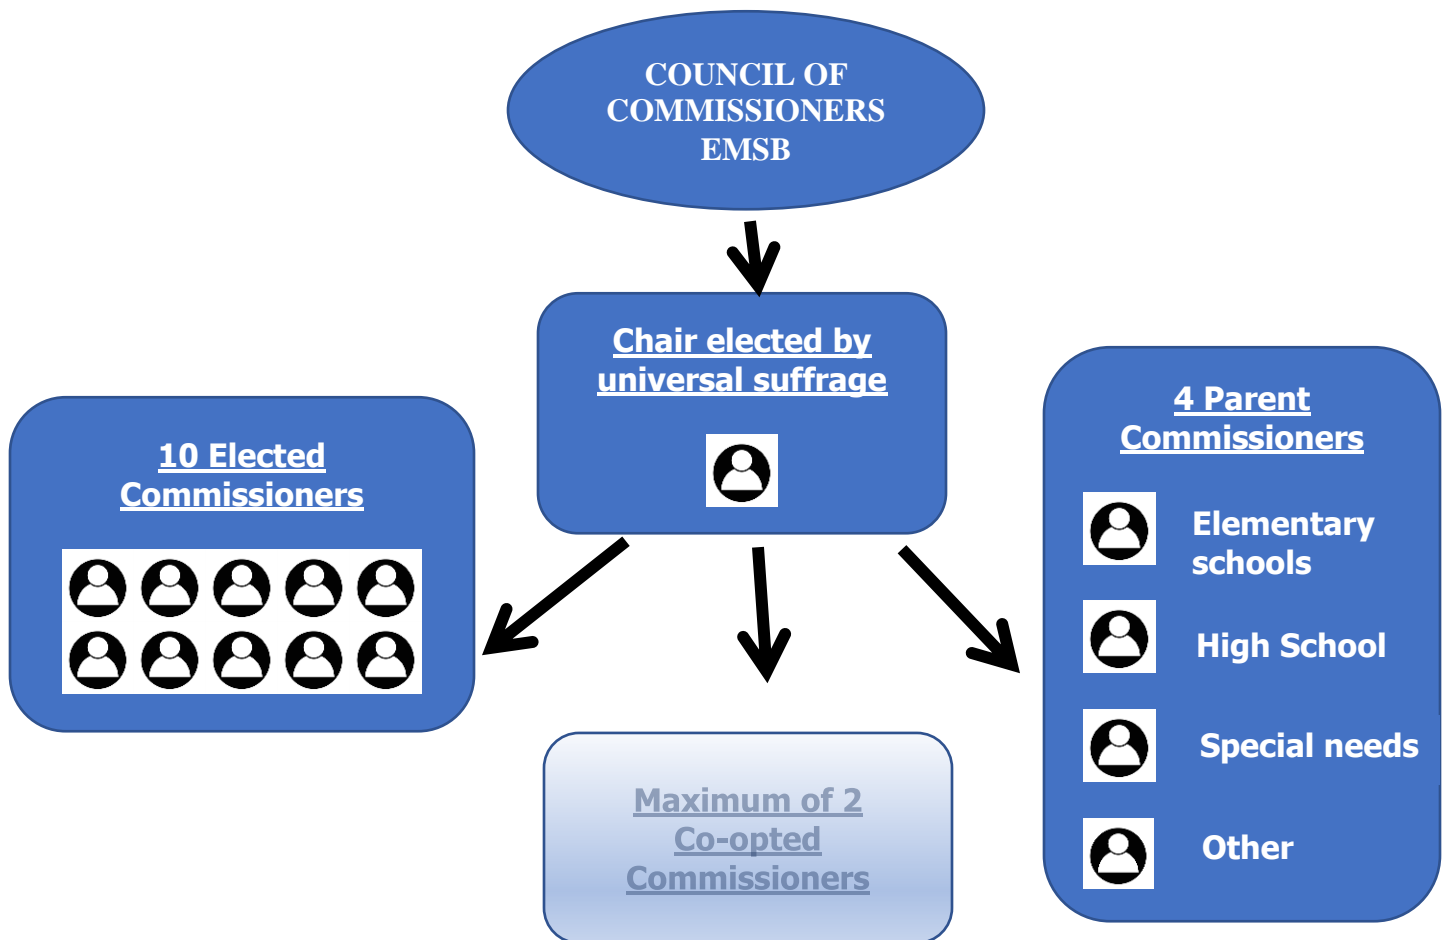 COUNCIL OF
COMMISSIONERS
EMSB
Chair elected by
universal suffrage
10 Elected
Commissioners
4 Parent
Commissioners
Elementary
schools
High School
Special needs
Other
Maximum of 2
Co-opted
Commissioners